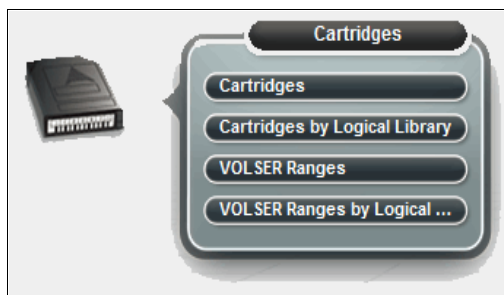 Cartridges
Cartridges
Cartridges by Logical Library
VOLSER Ranges
VOLSER Ranges by Logical ...